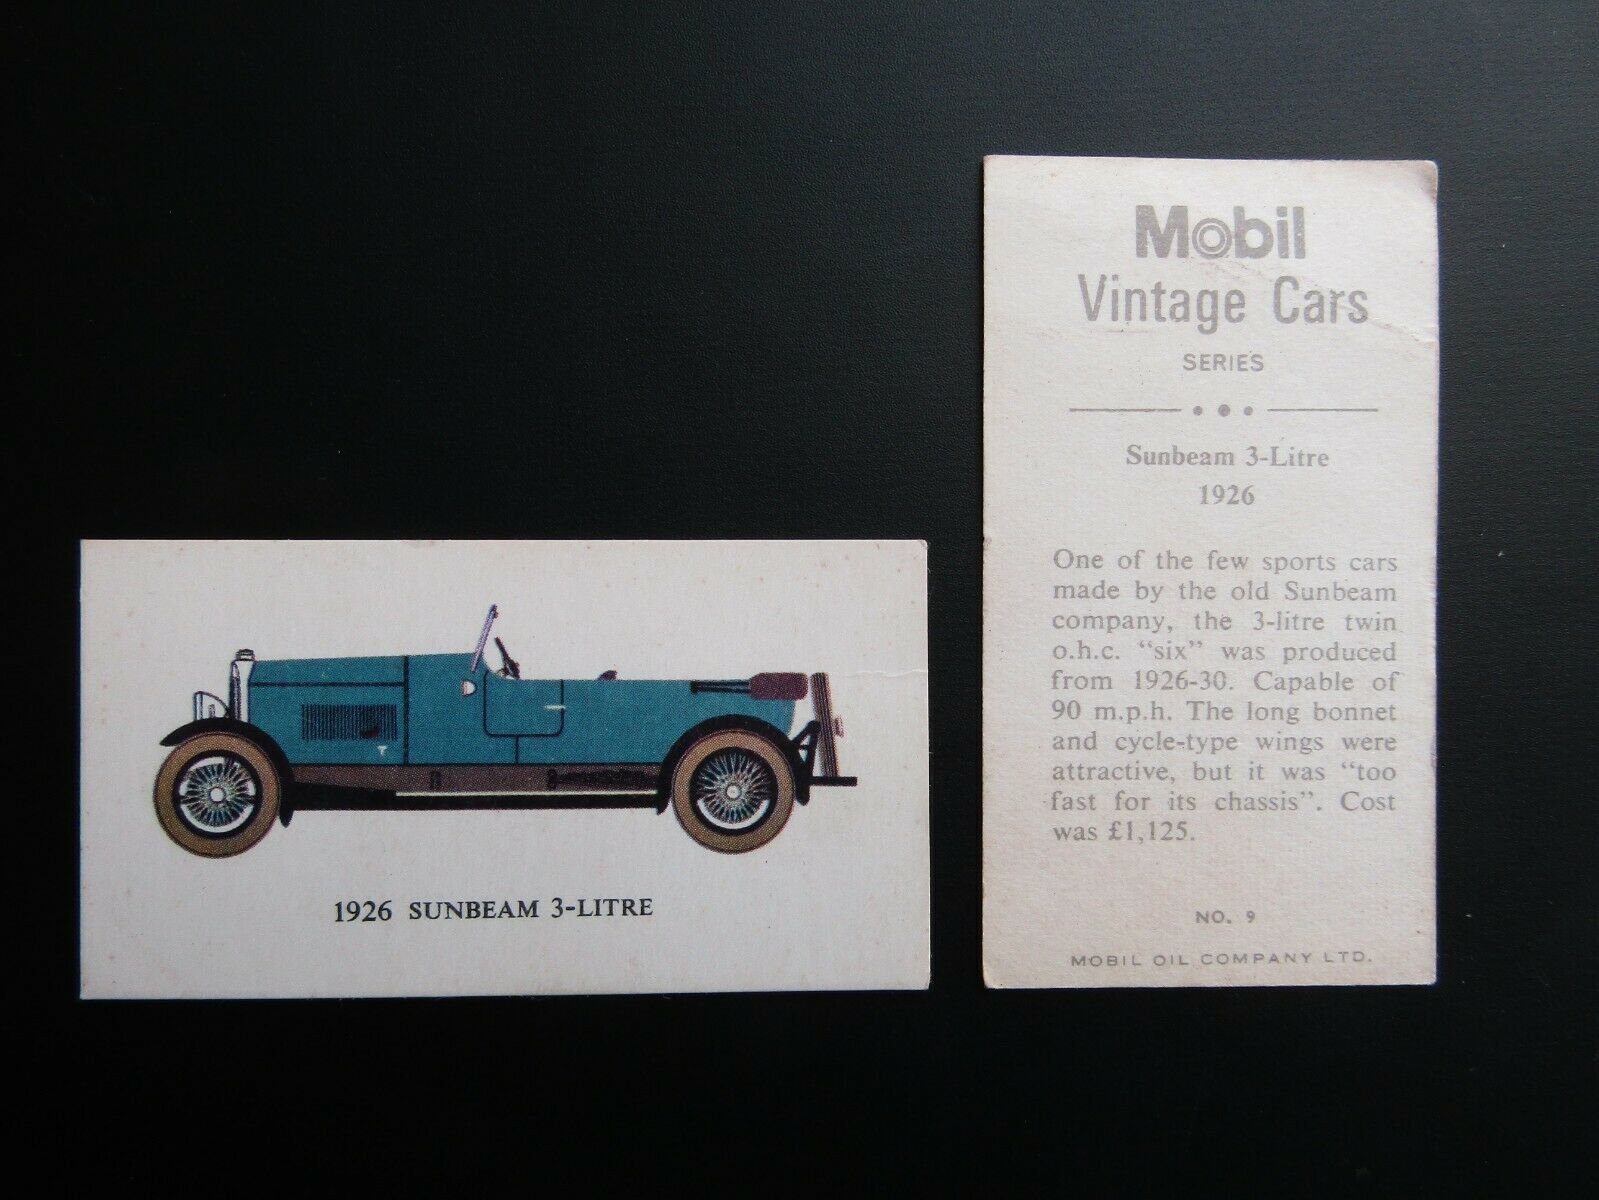 1926 SUNBEAM 3-LITRE
Mobil
Vintage Cars
SERIES
Sunbeam 3-Litre
1926
One of the few sports cars
made by the old Sunbeam
company, the 3-litre twin
o.h.c. "six" was produced
from 1926-30. Capable of
90 m.p.h. The long bonnet
and cycle-type wings were
attractive, but it was "too
fast for its chassis". Cost
was £1,125.
NO. 9
MOBIL OIL COMPANY LTD.